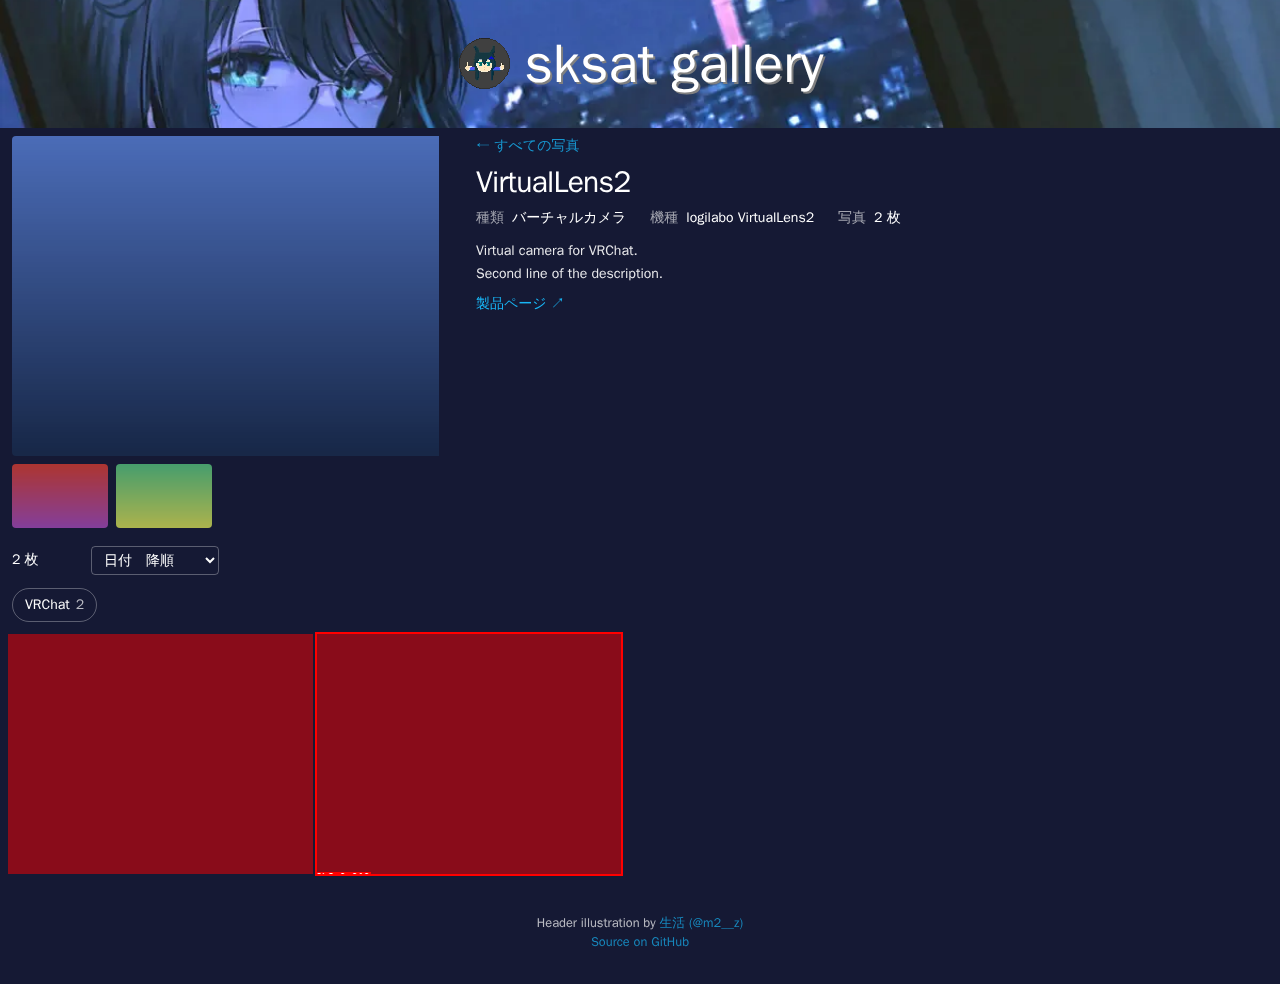 sksat gallery
← すべての写真
VirtualLens2
種類 バーチャルカメラ 機種 logilabo VirtualLens2 写真 2 枚
Virtual camera for VRChat.
Second line of the description.
製品ページ ↗
2 枚 日付 降順
VRChat 2
Header illustration by 生活 (@m2__z)
Source on GitHub